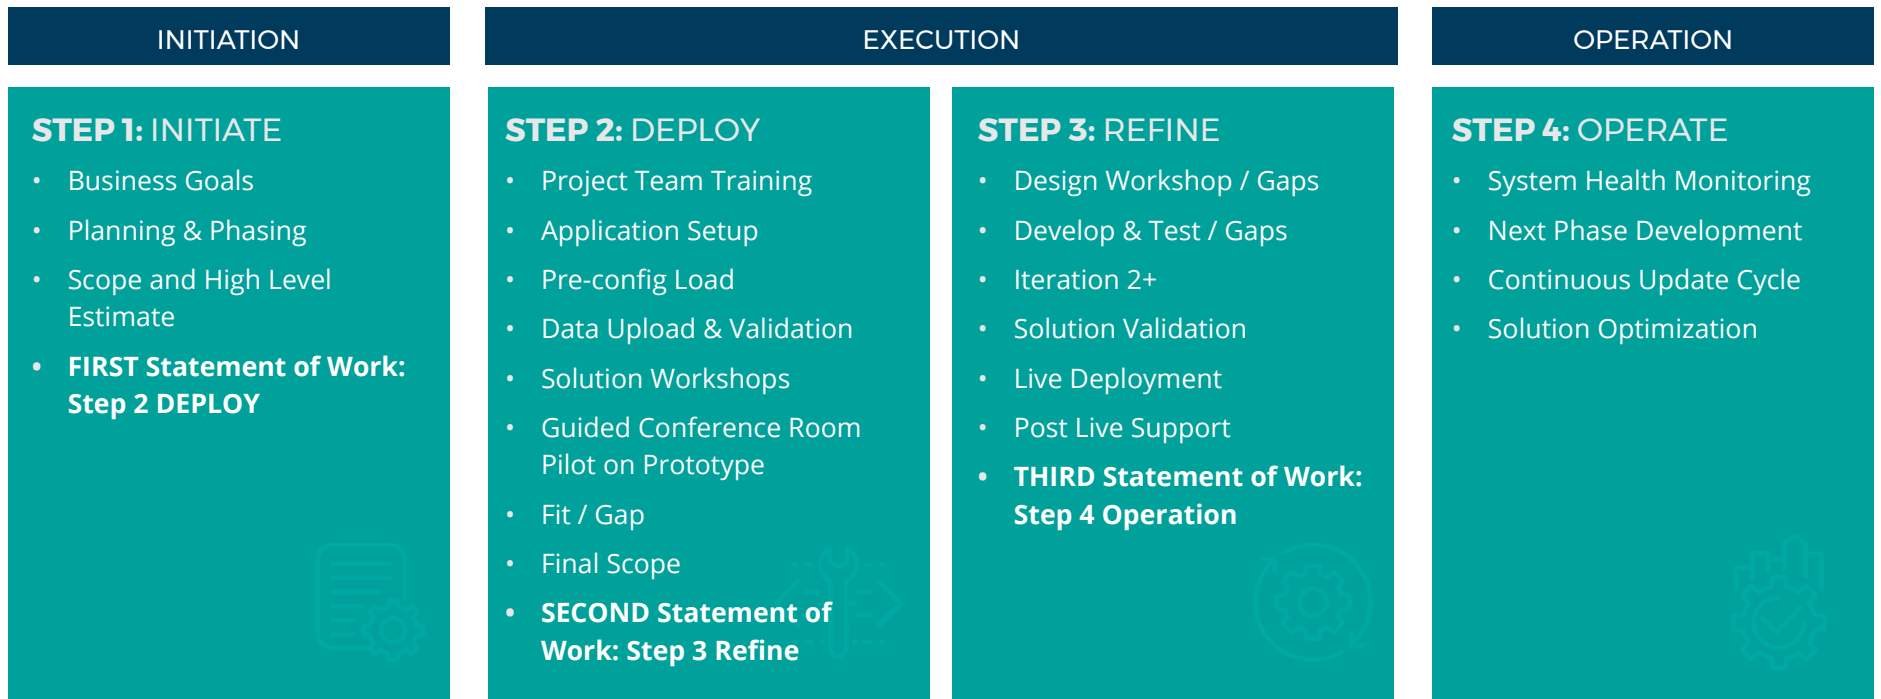 INITIATION
EXECUTION
OPERATION
STEP 1: INITIATE
• Business Goals
• Planning & Phasing
• Scope and High Level
Estimate
• FIRST Statement of Work:
Step 2 DEPLOY
STEP 2: DEPLOY
• Project Team Training
• Application Setup
• Pre-config Load
• Data Upload & Validation
• Solution Workshops
• Guided Conference Room
Pilot on Prototype
• Fit / Gap
• Final Scope
• SECOND Statement of
Work: Step 3 Refine
STEP 3: REFINE
• Design Workshop / Gaps
• Develop & Test / Gaps
• Iteration 2+
• Solution Validation
• Live Deployment
• Post Live Support
• THIRD Statement of Work:
Step 4 Operation
STEP 4: OPERATE
• System Health Monitoring
• Next Phase Development
• Continuous Update Cycle
• Solution Optimization